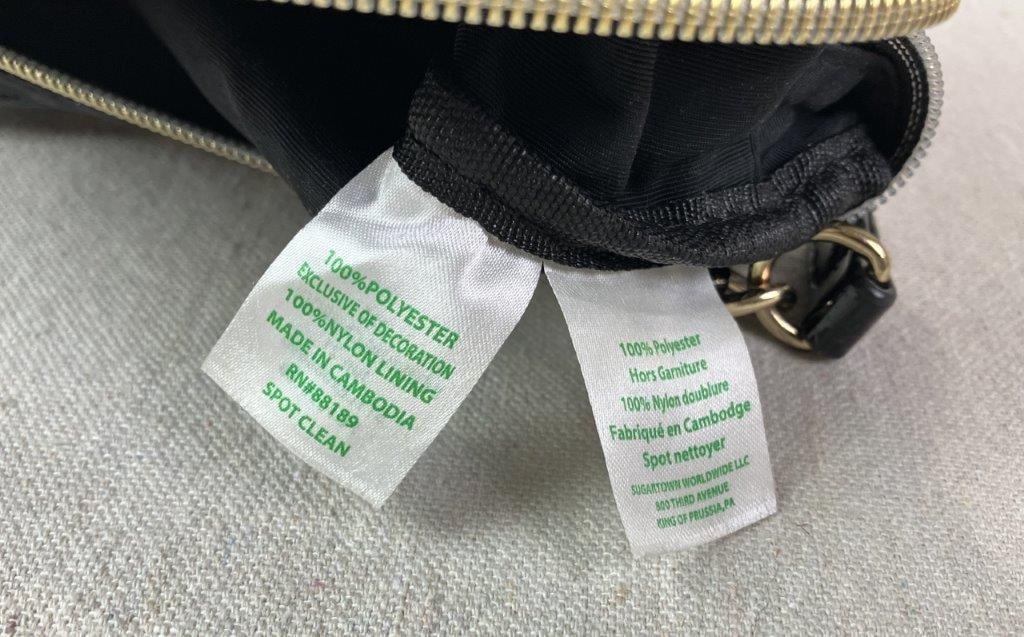 100%POLYESTER
EXCLUSIVE OF DECORATION
100%NYLON LINING
MADE IN CAMBODIA
RN#88189
SPOT CLEAN
100% Polyester
Hors Garniture
100% Nylon doublure
Fabriqué en Cambodge
Spot nettoyer
SUGARTOWN WORLDWIDE LLC
800 THIRD AVENUE
KING OF PRUSSIA,PA